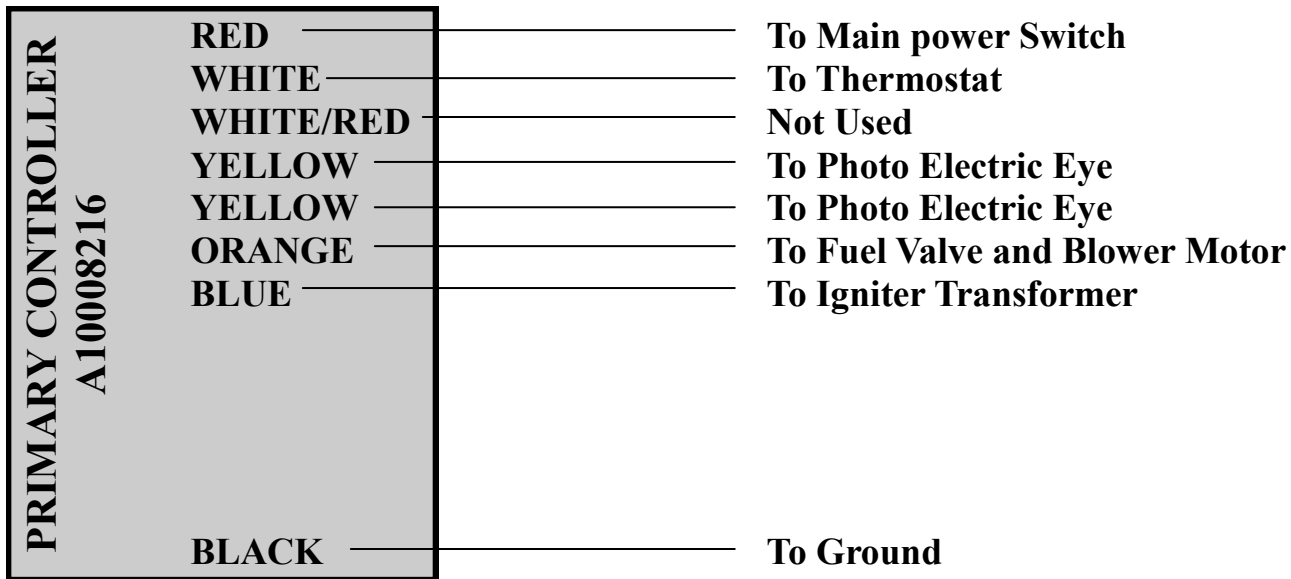 PRIMARY CONTROLLER
A10008216
RED To Main power Switch
WHITE To Thermostat
WHITE/RED Not Used
YELLOW To Photo Electric Eye
YELLOW To Photo Electric Eye
ORANGE To Fuel Valve and Blower Motor
BLUE To Igniter Transformer
BLACK To Ground